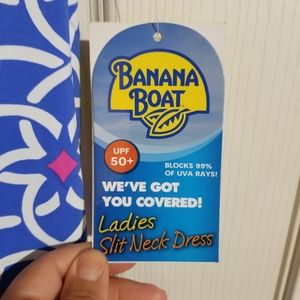 BANANA
BOAT
UPF
50+
BLOCKS 99%
OF UVA RAYS!
WE'VE GOT
YOU COVERED!
Ladies
Slit Neck Dress